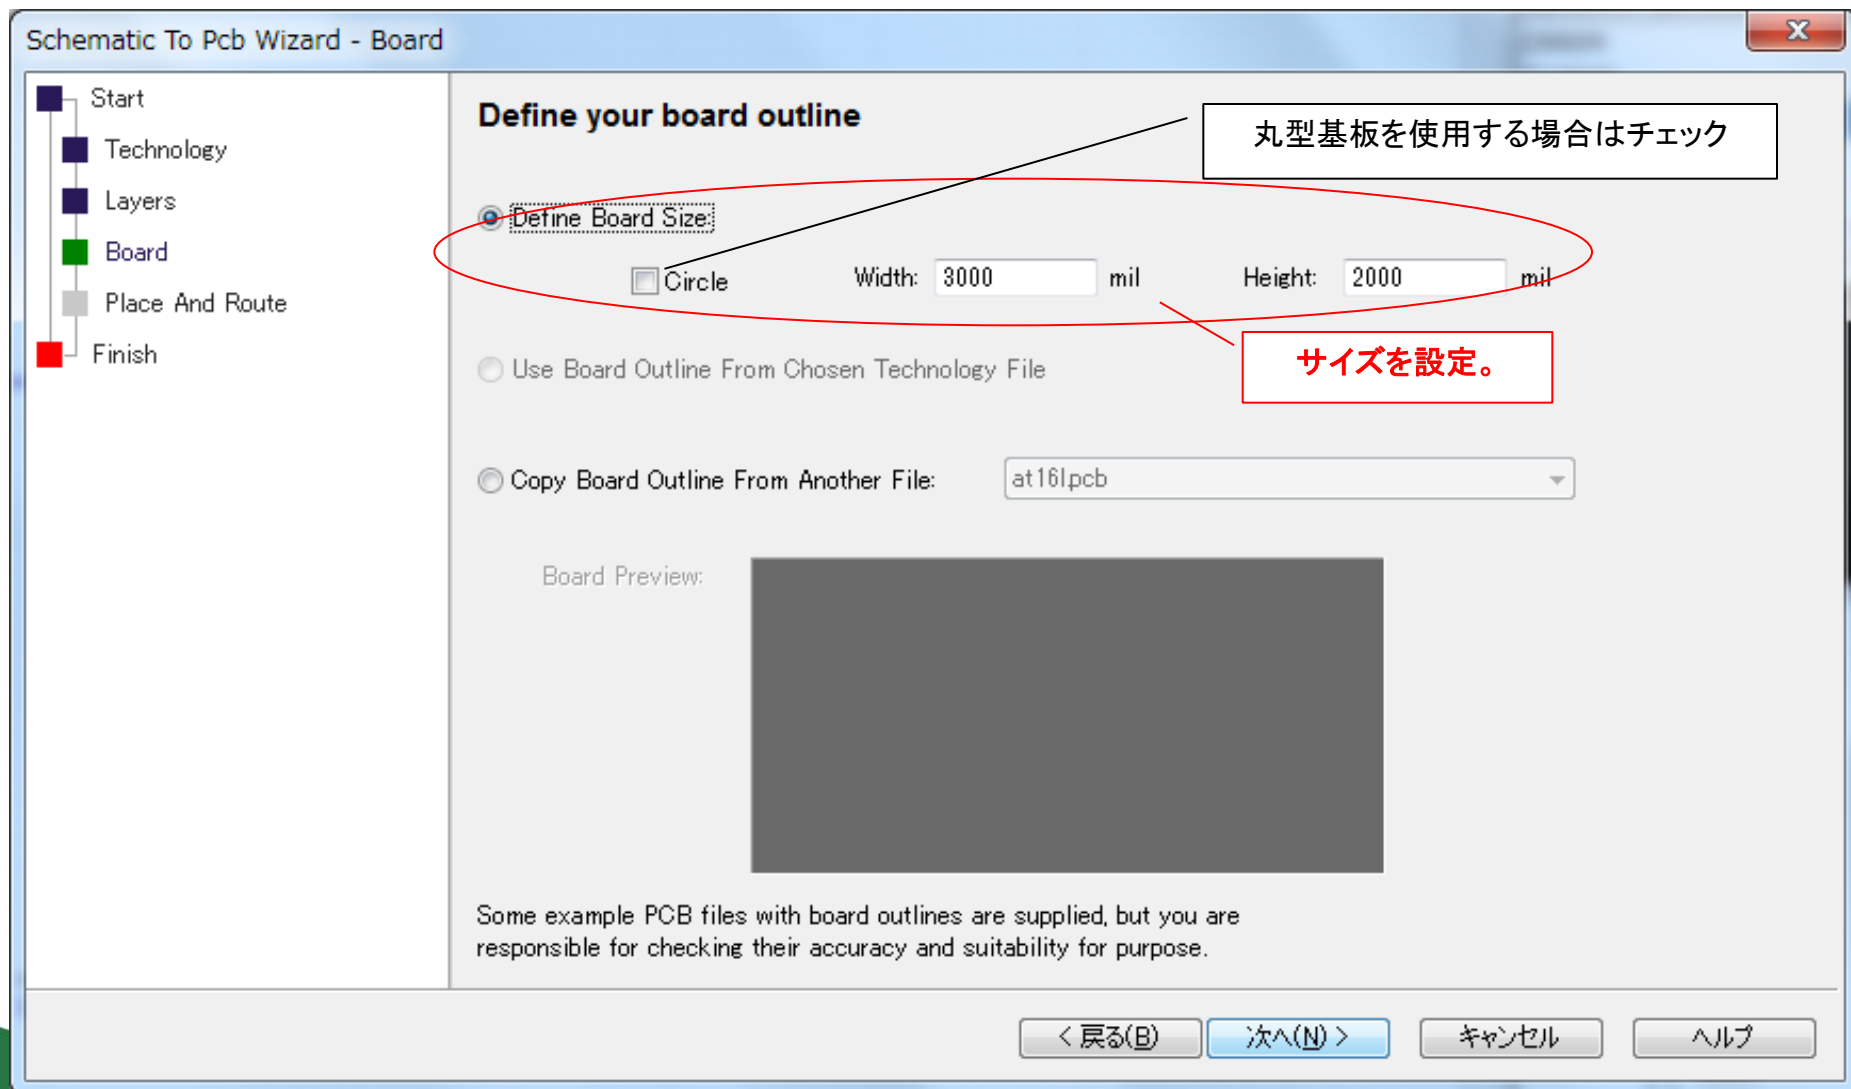 Schematic To Pcb Wizard - Board
Start
Technology
Layers
Board
Place And Route
Finish
Define your board outline
丸型基板を使用する場合はチェック
Define Board Size:
Circle
Width: 3000 mil
Height: 2000 mil
サイズを設定。
Use Board Outline From Chosen Technology File
Copy Board Outline From Another File: at16l.pcb
Board Preview:
Some example PCB files with board outlines are supplied, but you are
responsible for checking their accuracy and suitability for purpose.
< 戻る(B)
次へ(N) >
キャンセル
ヘルプ